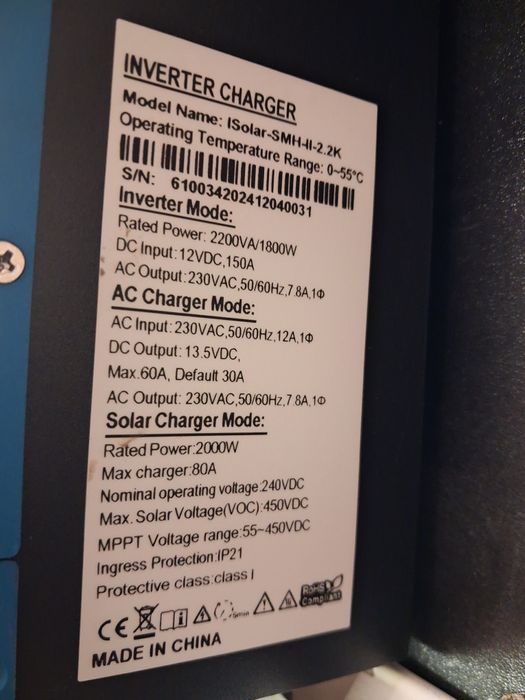 INVERTER CHARGER
Model Name: ISolar-SMH-II-2.2K
Operating Temperature Range: 0~55°C
S/N: 610034202412040031
Inverter Mode:
Rated Power: 2200VA/1800W
DC Input:12VDC,150A
AC Output:230VAC,50/60Hz,7.8A,1Φ
AC Charger Mode:
AC Input:230VAC,50/60Hz,12A,1Φ
DC Output:13.5VDC,
Max.60A, Default 30A
AC Output: 230VAC,50/60Hz,7.8A,1Φ
Solar Charger Mode:
Rated Power:2000W
Max charger:80A
Nominal operating voltage:240VDC
Max. Solar Voltage(VOC):450VDC
MPPT Voltage range:55~450VDC
Ingress Protection:IP21
Protective class:class I
CE RoHS Compliant
MADE IN CHINA